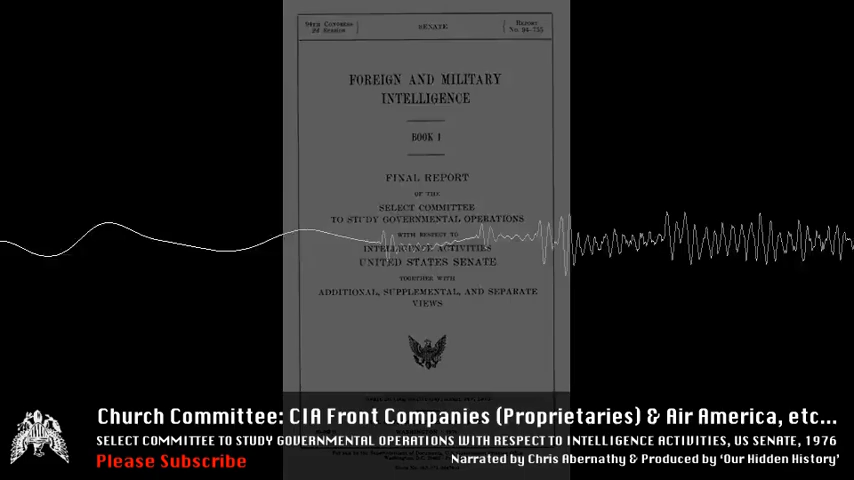 94TH CONGRESS
2d SESSION
SENATE
REPORT
No. 94-755
FOREIGN AND MILITARY
INTELLIGENCE
BOOK I
FINAL REPORT
OF THE
SELECT COMMITTEE
TO STUDY GOVERNMENTAL OPERATIONS
WITH RESPECT TO
INTELLIGENCE ACTIVITIES
UNITED STATES SENATE
TOGETHER WITH
ADDITIONAL, SUPPLEMENTAL, AND SEPARATE
VIEWS
Church Committee: CIA Front Companies (Proprietaries) & Air America, etc...
SELECT COMMITTEE TO STUDY GOVERNMENTAL OPERATIONS WITH RESPECT TO INTELLIGENCE ACTIVITIES, US SENATE, 1976
Please Subscribe
Narrated by Chris Abernathy & Produced by ‘Our Hidden History’